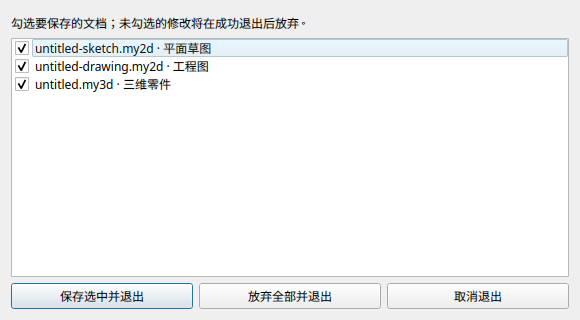 勾选要保存的文档；未勾选的修改将在成功退出后放弃。
untitled-sketch.my2d · 平面草图
untitled-drawing.my2d · 工程图
untitled.my3d · 三维零件
保存选中并退出
放弃全部并退出
取消退出